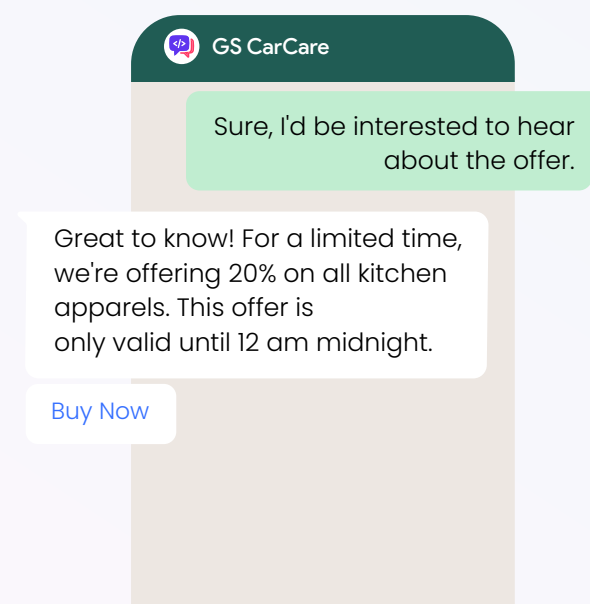 GS CarCare
Sure, I'd be interested to hear
about the offer.
Great to know! For a limited time,
we're offering 20% on all kitchen
apparels. This offer is
only valid until 12 am midnight.
Buy Now